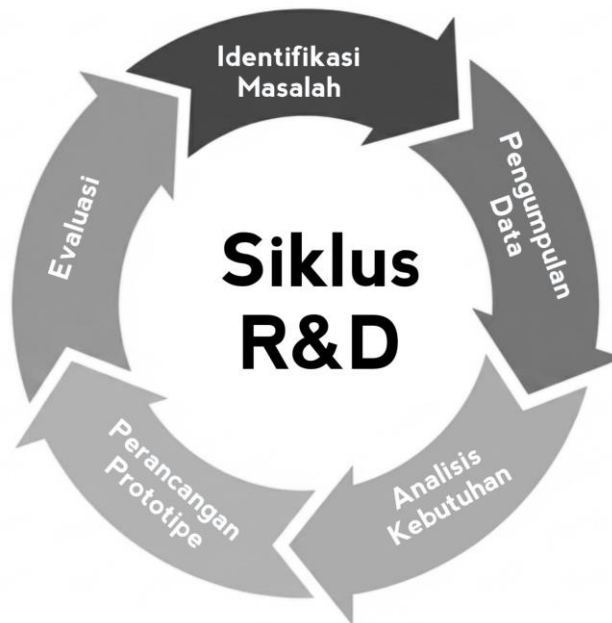 Identifikasi
Masalah
Pengumpulan
Data
Analisis
Kebutuhan
Perancangan
Prototipe
Evaluasi
Siklus
R&D